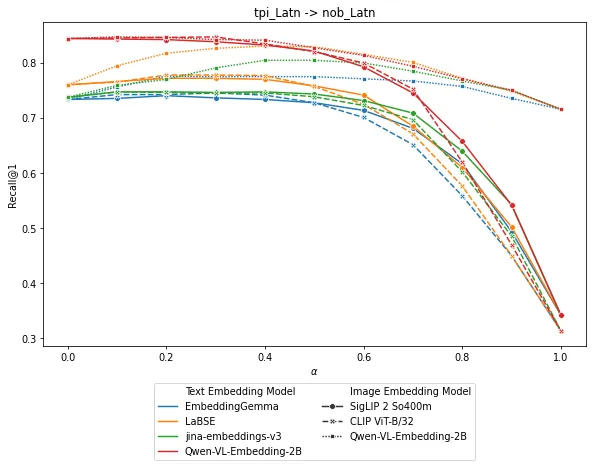 tpi_Latn -> nob_Latn
Recall@1
0.8
0.7
0.6
0.5
0.4
0.3
0.0 0.2 0.4 0.6 0.8 1.0
α
Text Embedding Model
EmbeddingGemma
LaBSE
jina-embeddings-v3
Qwen-VL-Embedding-2B
Image Embedding Model
SigLIP 2 So400m
CLIP ViT-B/32
Qwen-VL-Embedding-2B